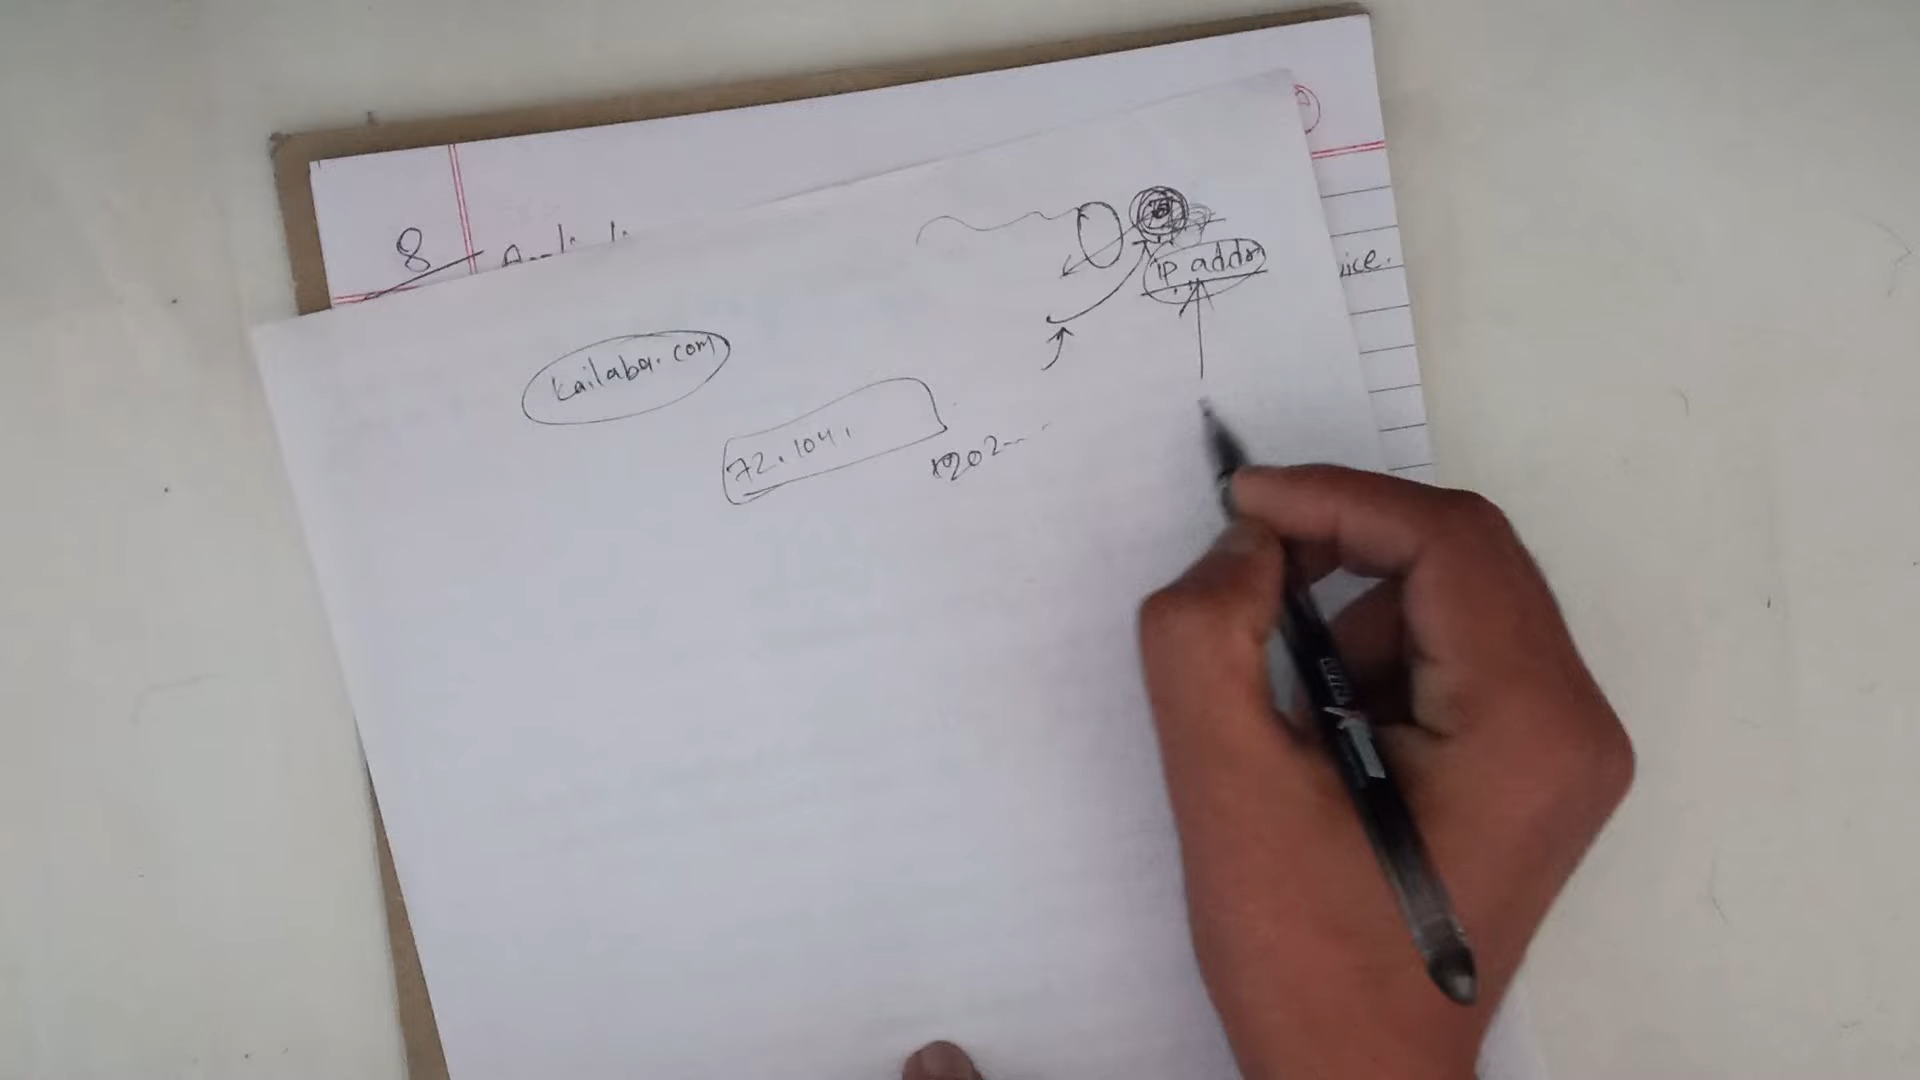 8
ice.
ip addr
kailaba.com
72.104.
202--